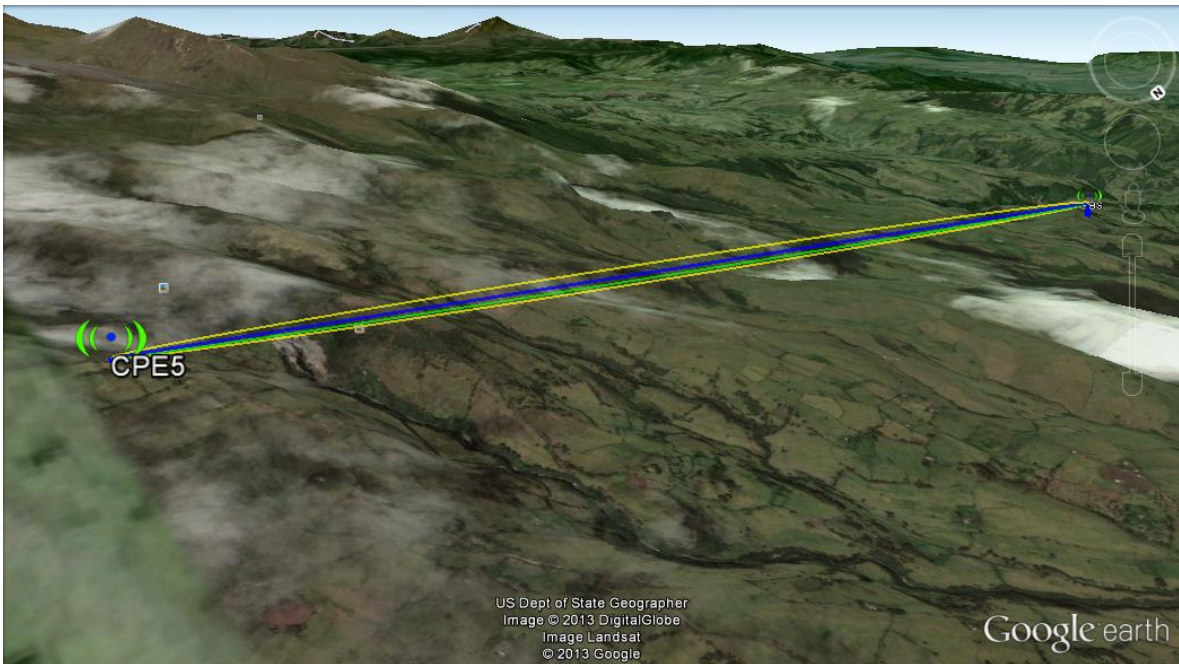 CPE5
US Dept of State Geographer
Image © 2013 DigitalGlobe
Image Landsat
© 2013 Google
Google earth
N